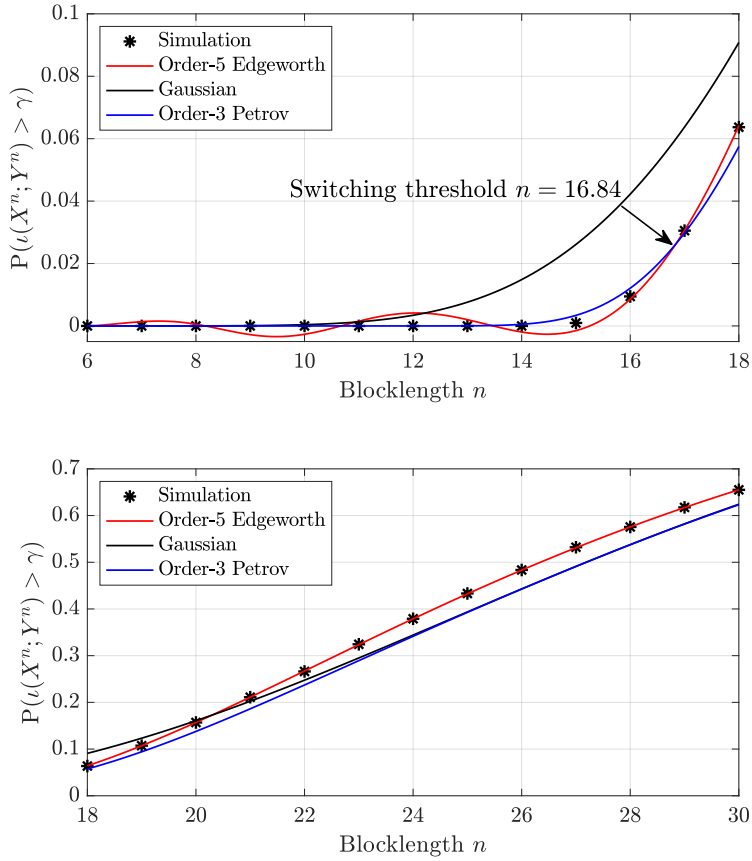 0.1
0.08
0.06
0.04
0.02
0
P(ι(X^n; Y^n) > γ)
Simulation
Order-5 Edgeworth
Gaussian
Order-3 Petrov
Switching threshold n = 16.84
6 8 10 12 14 16 18
Blocklength n
0.7
0.6
0.5
0.4
0.3
0.2
0.1
0
P(ι(X^n; Y^n) > γ)
Simulation
Order-5 Edgeworth
Gaussian
Order-3 Petrov
18 20 22 24 26 28 30
Blocklength n